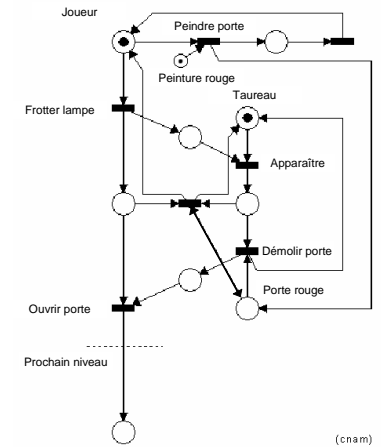 Joueur
Peindre porte
Peinture rouge
Taureau
Frotter lampe
Apparaître
Démolir porte
Porte rouge
Ouvrir porte
Prochain niveau
(cnam)